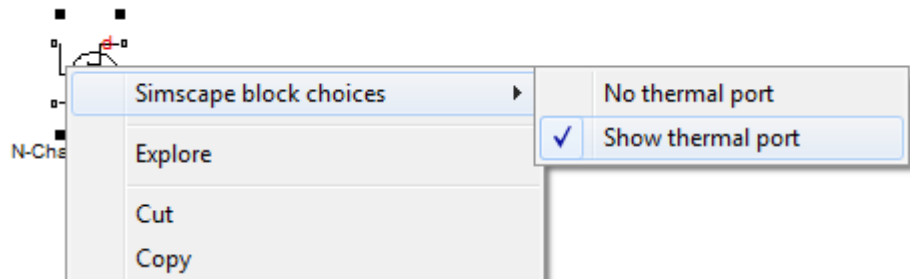 d
Simscape block choices
No thermal port
Show thermal port
N-Cha
Explore
Cut
Copy